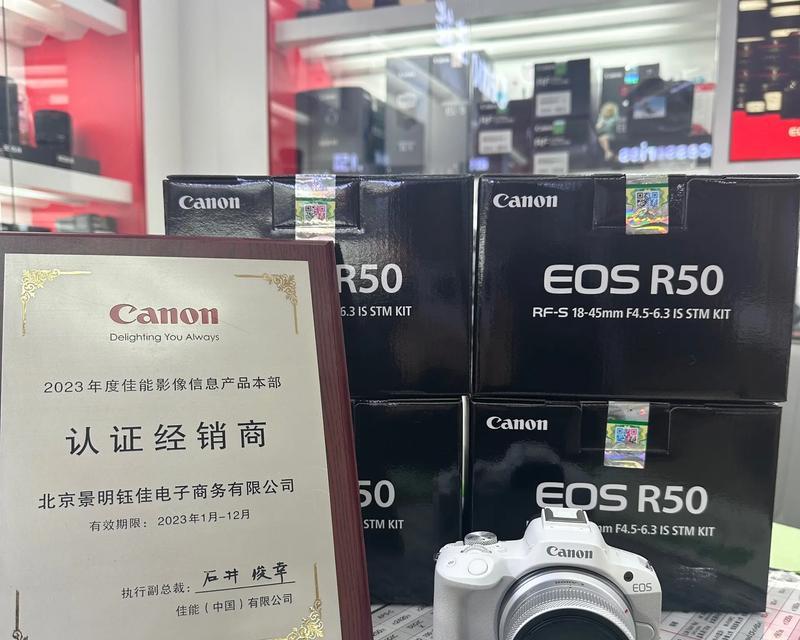 Canon
Delighting You Always
2023年度佳能影像信息产品本部
认证经销商
北京景明钰佳电子商务有限公司
有效期限：2023年1月-12月
执行副总裁：石井俊幸
佳能（中国）有限公司
Canon
R50
6.3 IS STM KIT
Canon
EOS R50
RF-S 18-45mm F4.5-6.3 IS STM KIT
50
STM KIT
Canon
EOS R50
mm F4.5-6.3 IS STM KIT
Canon
EOS